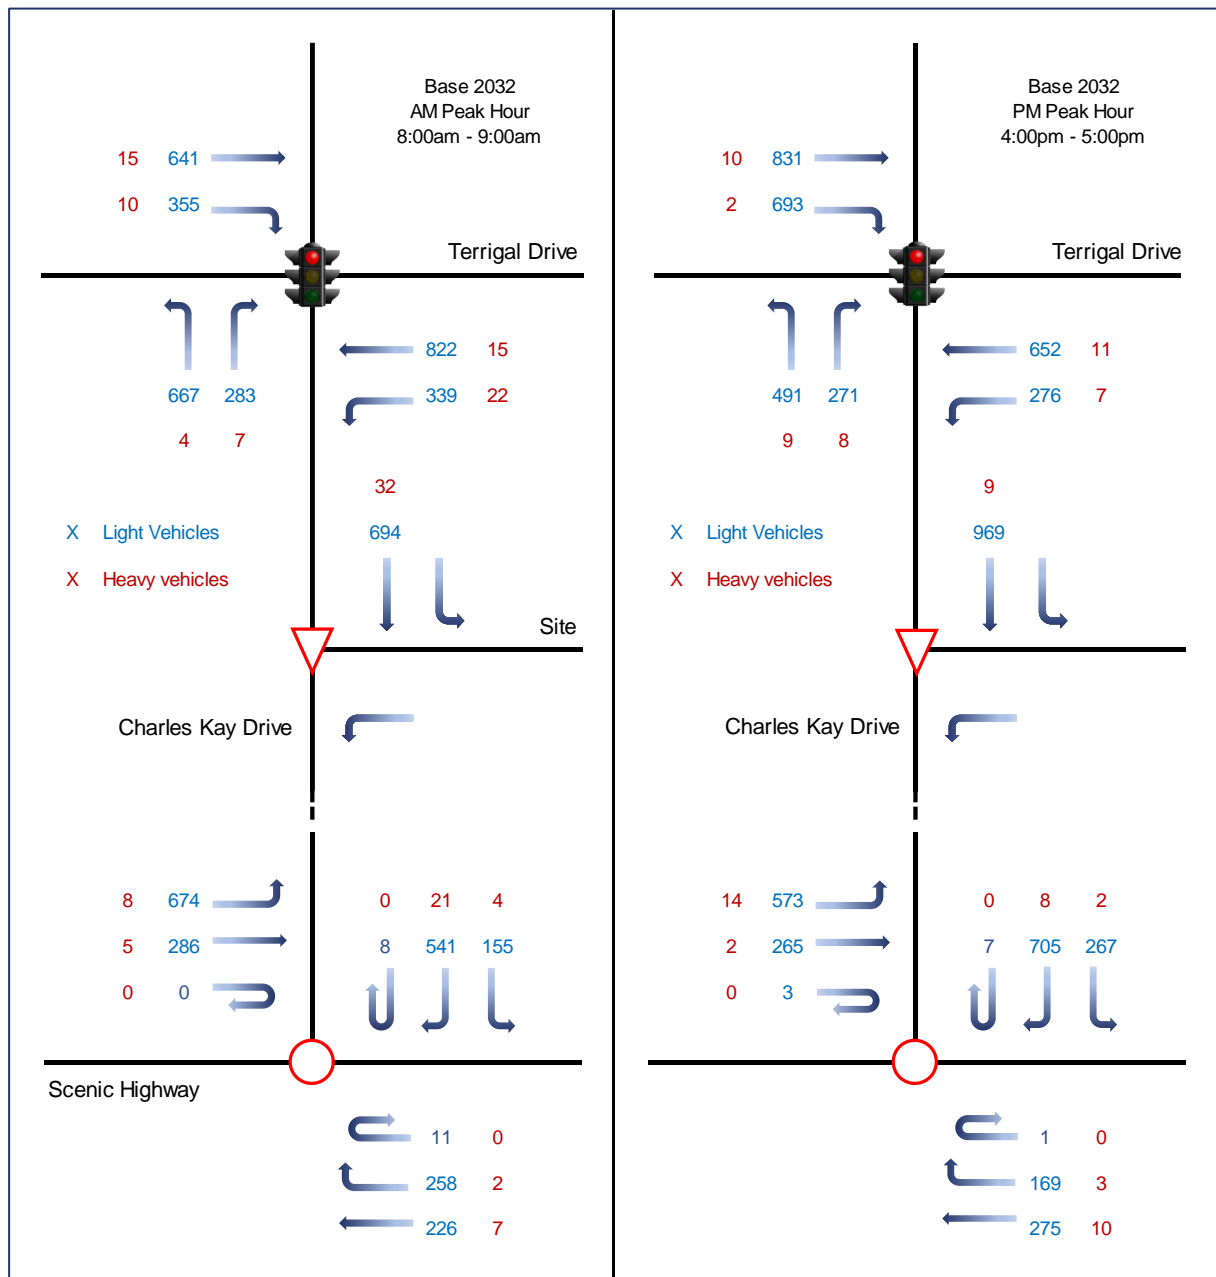 Base 2032
AM Peak Hour
8:00am - 9:00am
15 641
10 355
Terrigal Drive
822 15
667 283
339 22
4 7
32
X Light Vehicles
694
X Heavy vehicles
Site
Charles Kay Drive
8 674
0 21 4
5 286
8 541 155
0 0
Scenic Highway
11 0
258 2
226 7
Base 2032
PM Peak Hour
4:00pm - 5:00pm
10 831
2 693
Terrigal Drive
652 11
491 271
276 7
9 8
9
X Light Vehicles
969
X Heavy vehicles
Charles Kay Drive
14 573
0 8 2
2 265
7 705 267
0 3
1 0
169 3
275 10